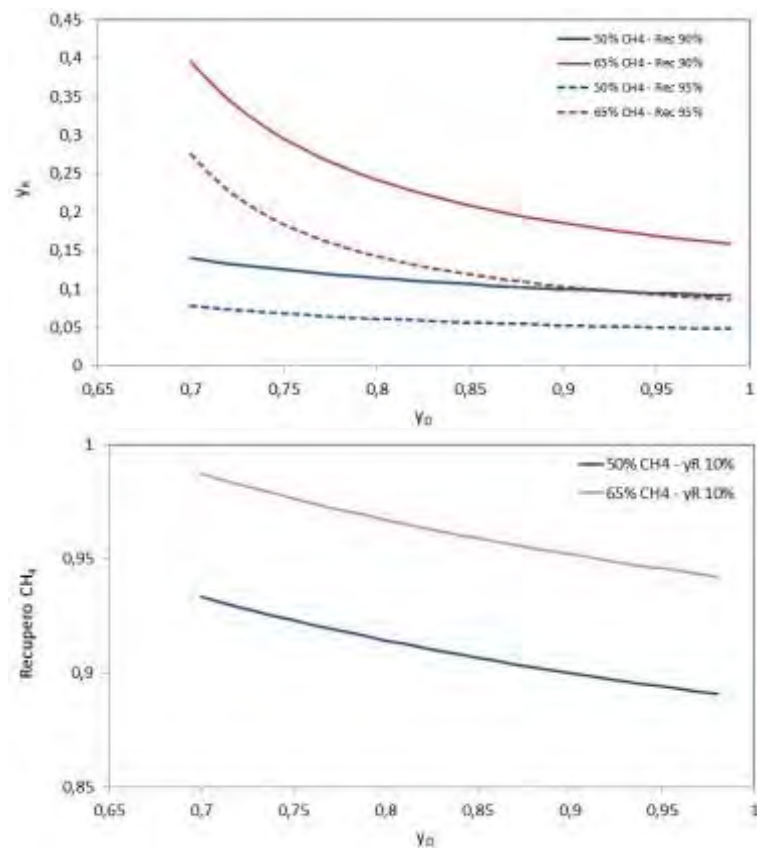 0,45
0,4
0,35
0,3
0,25
0,2
0,15
0,1
0,05
0
yR
50% CH4 - Rec 90%
65% CH4 - Rec 90%
50% CH4 - Rec 95%
65% CH4 - Rec 95%
0,65 0,7 0,75 0,8 0,85 0,9 0,95 1
yD
1
0,95
0,9
0,85
Recupero CH4
50% CH4 - yR 10%
65% CH4 - yR 10%
0,65 0,7 0,75 0,8 0,85 0,9 0,95 1
yD